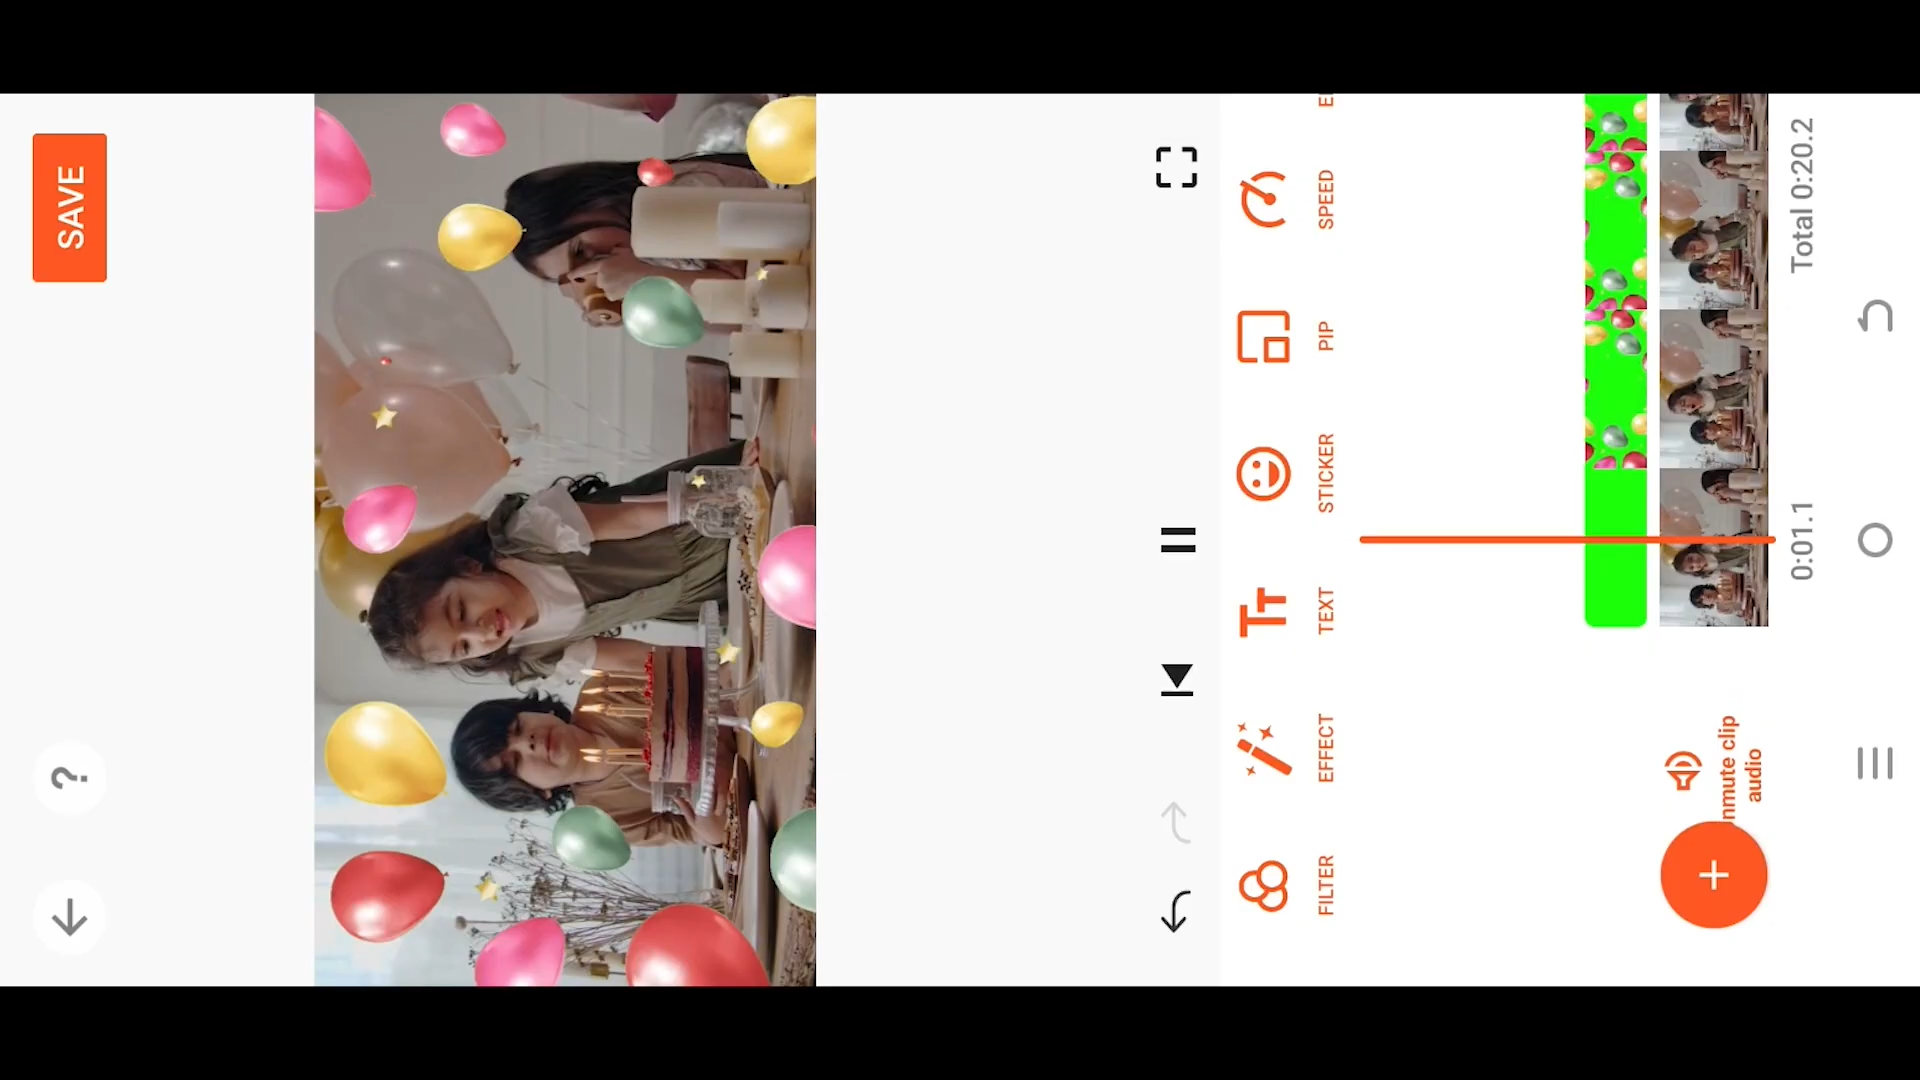 SAVE
FILTER
EFFECT
TEXT
STICKER
PIP
SPEED
nmute clip
audio
0:01.1
Total 0:20.2